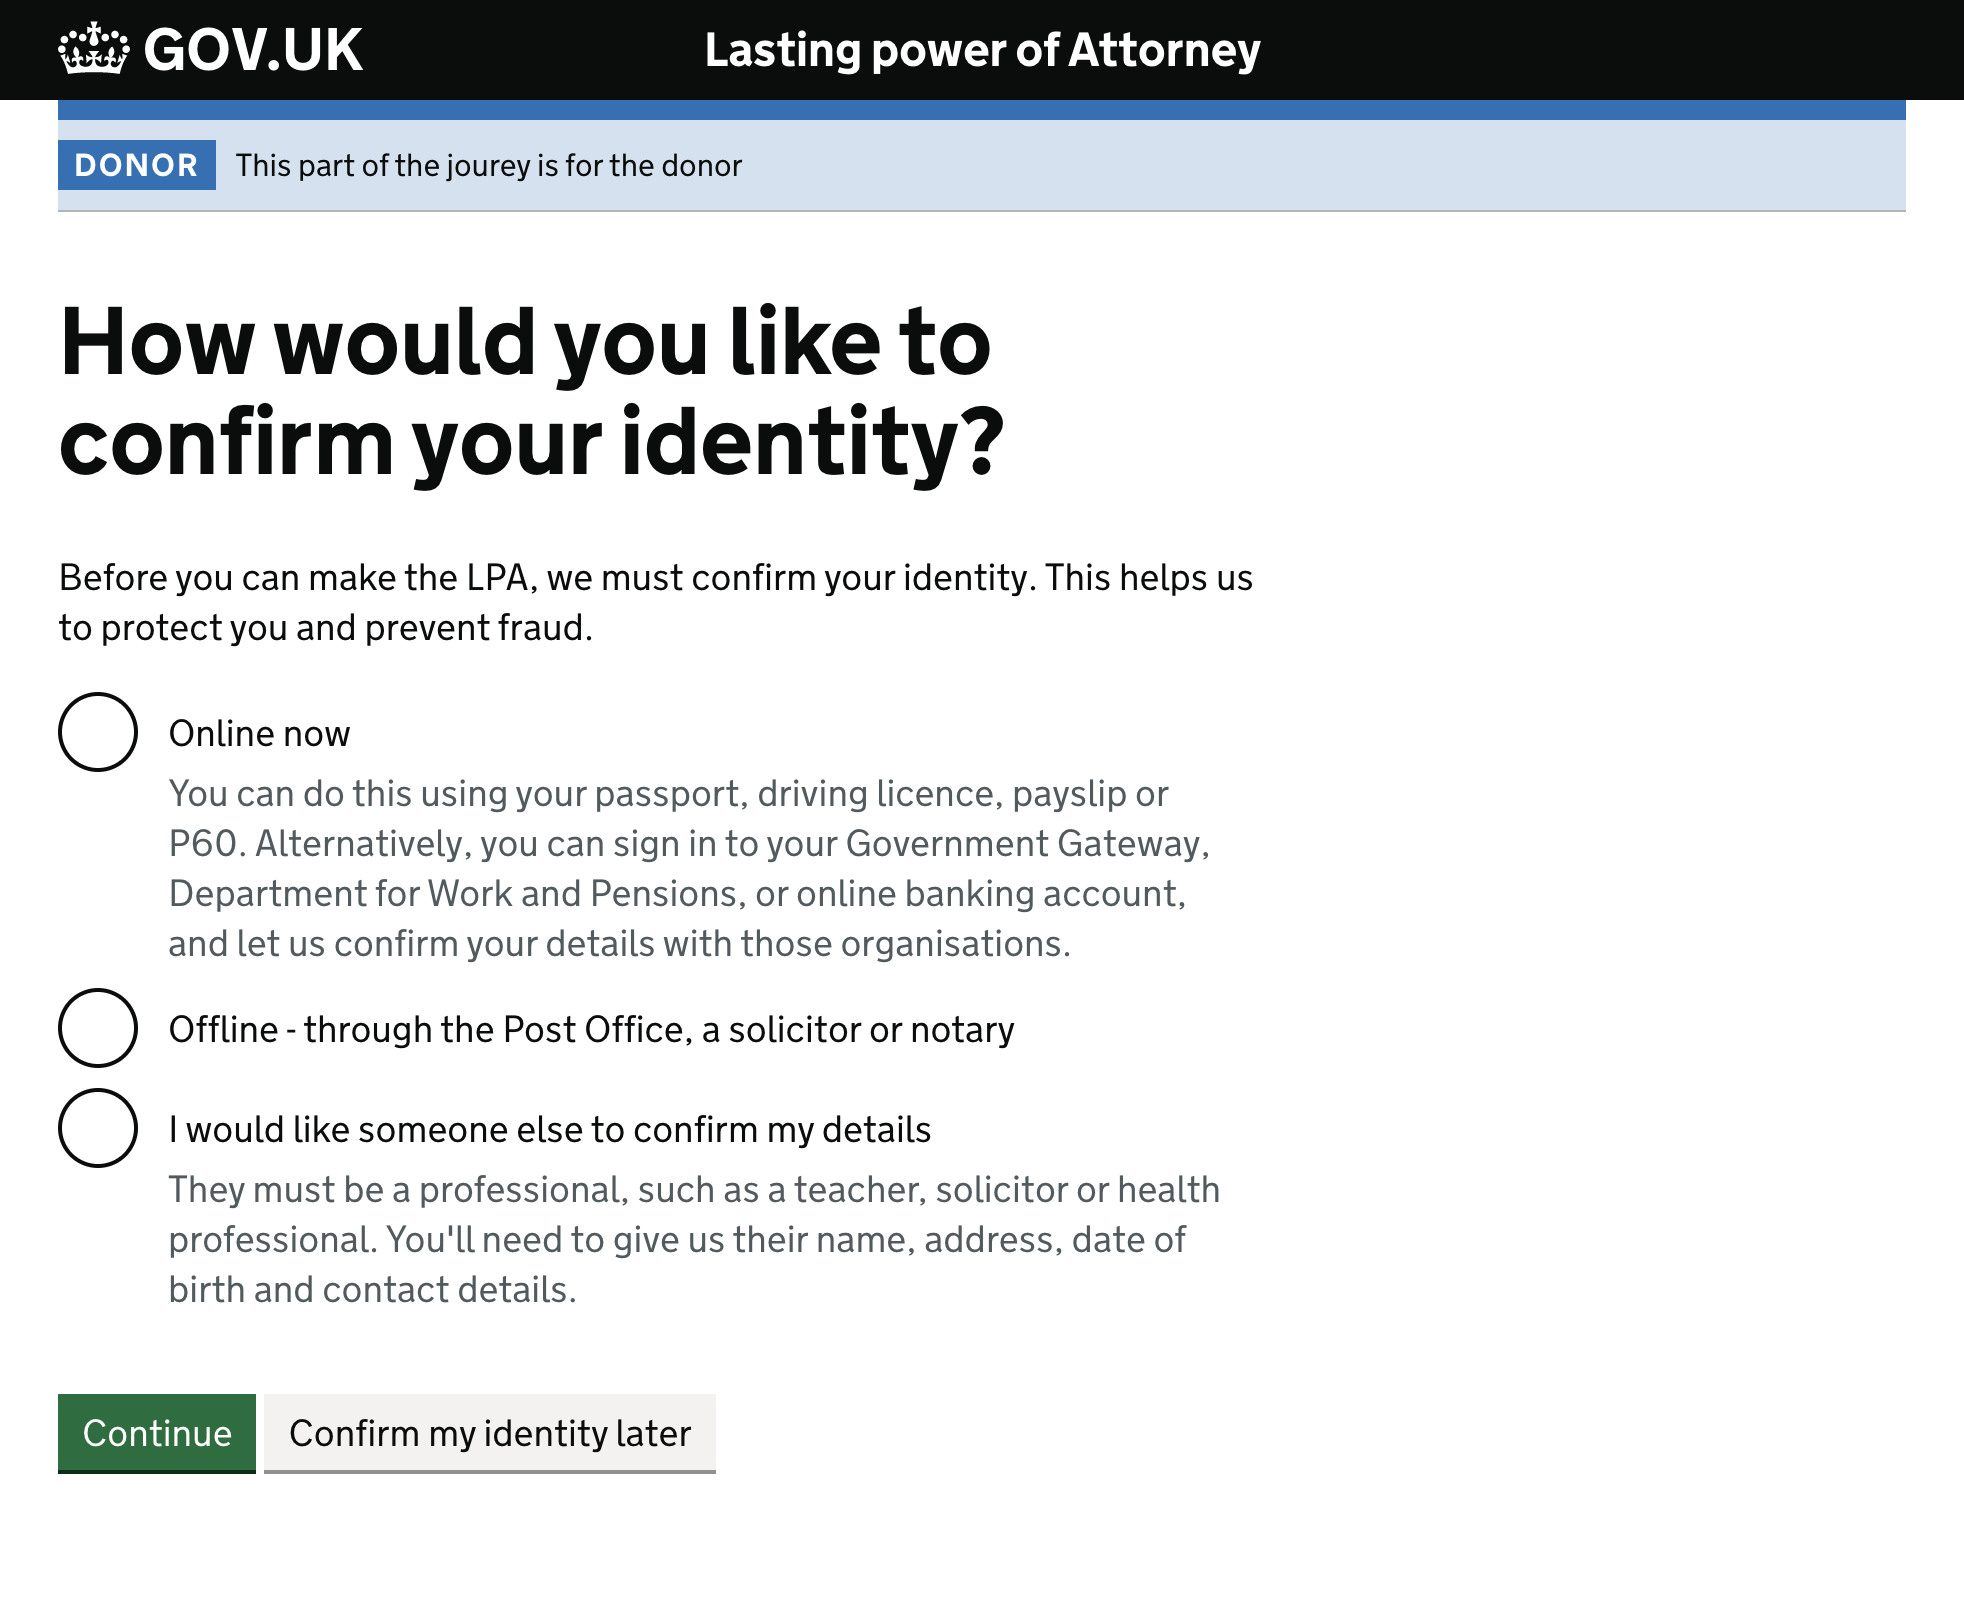 GOV.UK
Lasting power of Attorney
DONOR This part of the jourey is for the donor
How would you like to
confirm your identity?
Before you can make the LPA, we must confirm your identity. This helps us
to protect you and prevent fraud.
Online now
You can do this using your passport, driving licence, payslip or
P60. Alternatively, you can sign in to your Government Gateway,
Department for Work and Pensions, or online banking account,
and let us confirm your details with those organisations.
Offline - through the Post Office, a solicitor or notary
I would like someone else to confirm my details
They must be a professional, such as a teacher, solicitor or health
professional. You'll need to give us their name, address, date of
birth and contact details.
Continue
Confirm my identity later